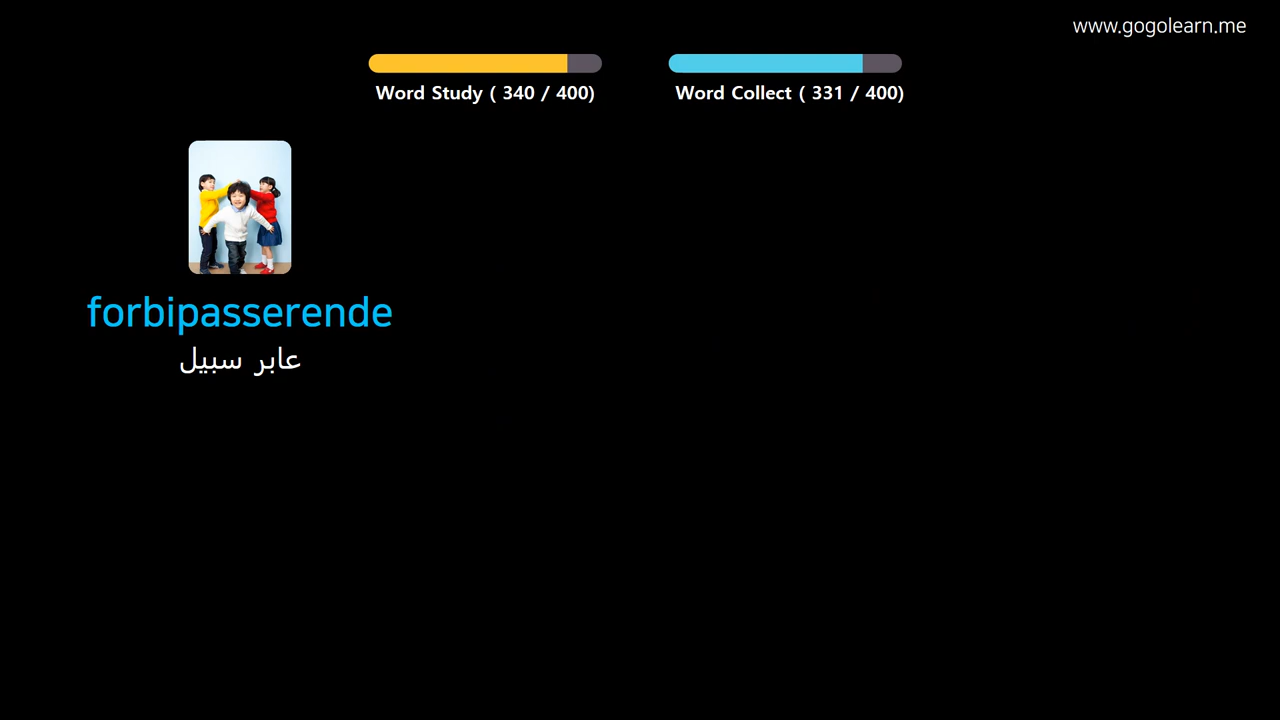 www.gogolearn.me
Word Study ( 340 / 400)
Word Collect ( 331 / 400)
forbipasserende
عابر سبيل